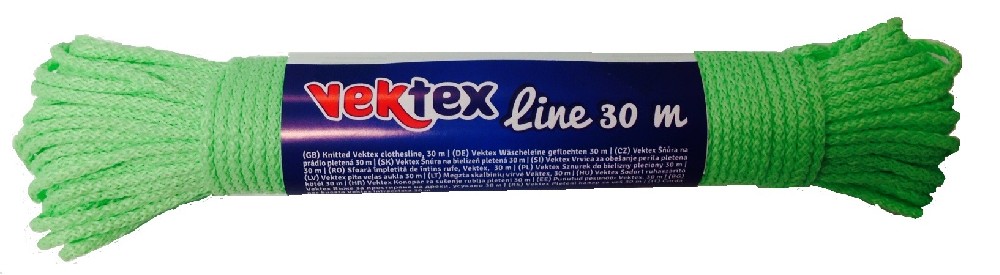 vektex line 30 m
(GB) Knitted Vektex clothesline, 30 m | (DE) Vektex Wäscheleine geflochten 30 m | (CZ) Vektex Šňůra na
prádlo pletená 30 m | (SK) Vektex Šnúra na bielizeň pletená 30 m | (SI) Vektex Vrvica za obešanje perila pletena
30 m | (RO) Sfoară împletită de întins rufe, Vektex, 30 m | (PL) Vektex Sznurek do bielizny pleciony 30 m |
(LV) Vektex pīta veļas aukla 30 m | (LT) Megzta skalbinių virvė Vektex, 30 m | (HU) Vektex Sodort ruhaszárító
kötél 30 m | (HR) Vektex Konopac za sušenje rublja pleteni 30 m | (EE) Punutud pesunöör Vektex, 30 m | (BG)